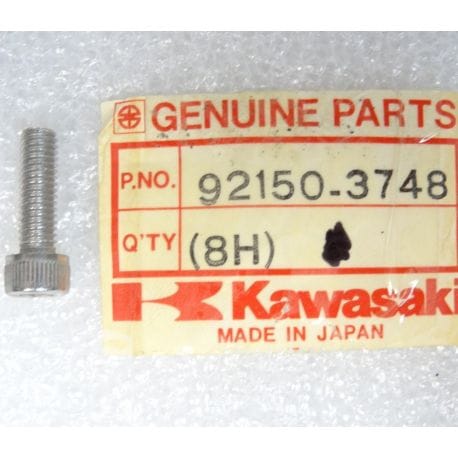 GENUINE PARTS
P.NO. 92150-3748
Q'TY (8H)
Kawasaki
MADE IN JAPAN